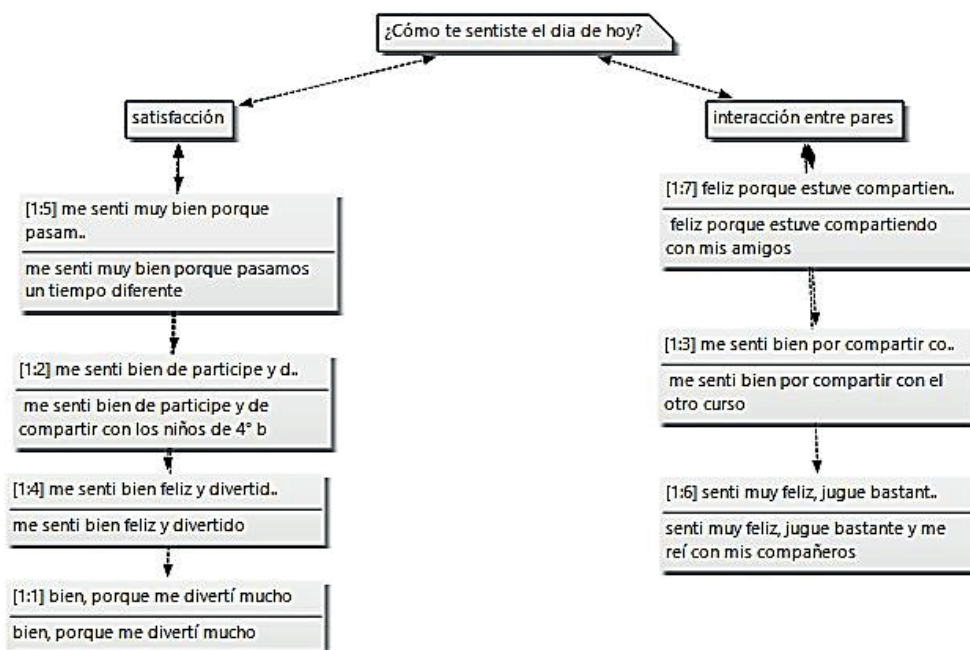 ¿Cómo te sentiste el dia de hoy?
satisfacción
[1:5] me senti muy bien porque
pasam..
me senti muy bien porque pasamos
un tiempo diferente
[1:2] me senti bien de participe y d..
me senti bien de participe y de
compartir con los niños de 4° b
[1:4] me senti bien feliz y divertid..
me senti bien feliz y divertido
[1:1] bien, porque me divertí mucho
bien, porque me divertí mucho
interacción entre pares
[1:7] feliz porque estuve compartien..
feliz porque estuve compartiendo
con mis amigos
[1:3] me senti bien por compartir co..
me senti bien por compartir con el
otro curso
[1:6] senti muy feliz, jugue bastant..
senti muy feliz, jugue bastante y me
reí con mis compañeros